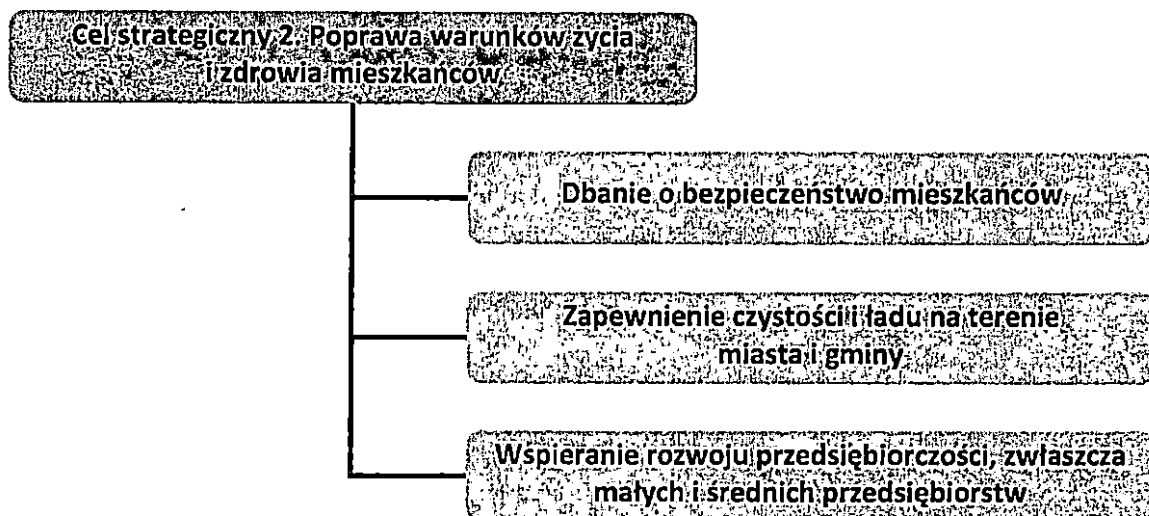 Cel strategiczny 2. Poprawa warunków życia
i zdrowia mieszkańców
Dbanie o bezpieczeństwo mieszkańców
Zapewnienie czystości i ładu na terenie
miasta i gminy
Wspieranie rozwoju przedsiębiorczości, zwłaszcza
małych i średnich przedsiębiorstw